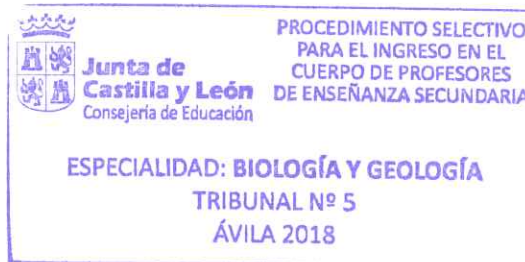 PROCEDIMIENTO SELECTIVO
PARA EL INGRESO EN EL
CUERPO DE PROFESORES
DE ENSEÑANZA SECUNDARIA
Junta de
Castilla y León
Consejería de Educación
ESPECIALIDAD: BIOLOGÍA Y GEOLOGÍA
TRIBUNAL Nº 5
ÁVILA 2018